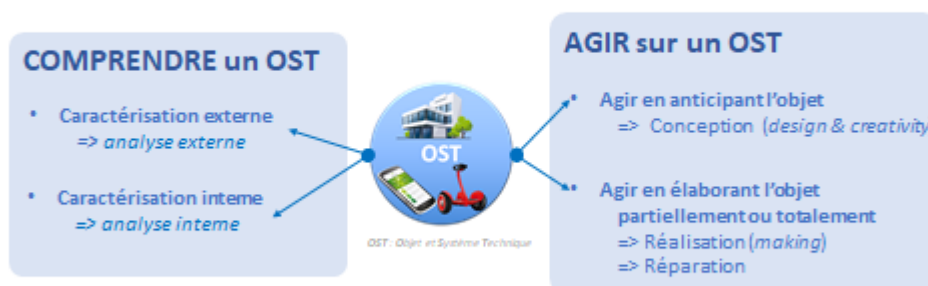 COMPRENDRE un OST
• Caractérisation externe
=> analyse externe
• Caractérisation interne
=> analyse interne
OST
OST : Objet et Système Technique
AGIR sur un OST
• Agir en anticipant l'objet
=> Conception (design & creativity
• Agir en élaborant l'objet
partiellement ou totalement
=> Réalisation (making)
=> Réparation